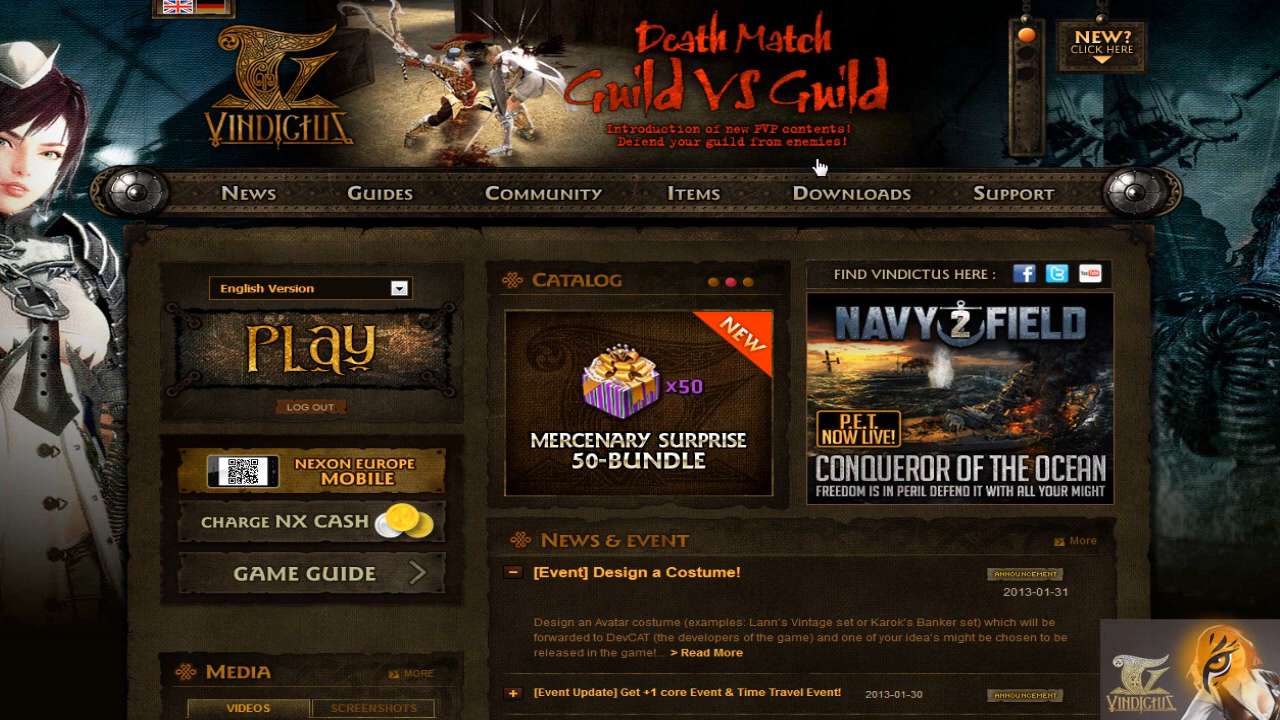 Death Match
Guild VS Guild
Introduction of new PVP contents!
Defend your guild from enemies!
VINDICTUS
NEW?
CLICK HERE
NEWS
GUIDES
COMMUNITY
ITEMS
DOWNLOADS
SUPPORT
English Version
PLAY
LOG OUT
NEXON EUROPE
MOBILE
CHARGE NX CASH
GAME GUIDE
MEDIA
MORE
VIDEOS
SCREENSHOTS
CATALOG
NEW
x50
MERCENARY SURPRISE
50-BUNDLE
FIND VINDICTUS HERE :
You Tube
NAVY 2 FIELD
P.E.T.
NOW LIVE!
CONQUEROR OF THE OCEAN
FREEDOM IS IN PERIL DEFEND IT WITH ALL YOUR MIGHT
NEWS & EVENT
More
[Event] Design a Costume!
ANNOUNCEMENT
2013-01-31
Design an Avatar costume (examples: Lann's Vintage set or Karok's Banker set) which will be
forwarded to DevCAT (the developers of the game) and one of your idea's might be chosen to be
released in the game!... > Read More
[Event Update] Get +1 core Event & Time Travel Event!
2013-01-30
ANNOUNCEMENT
VINDICTUS